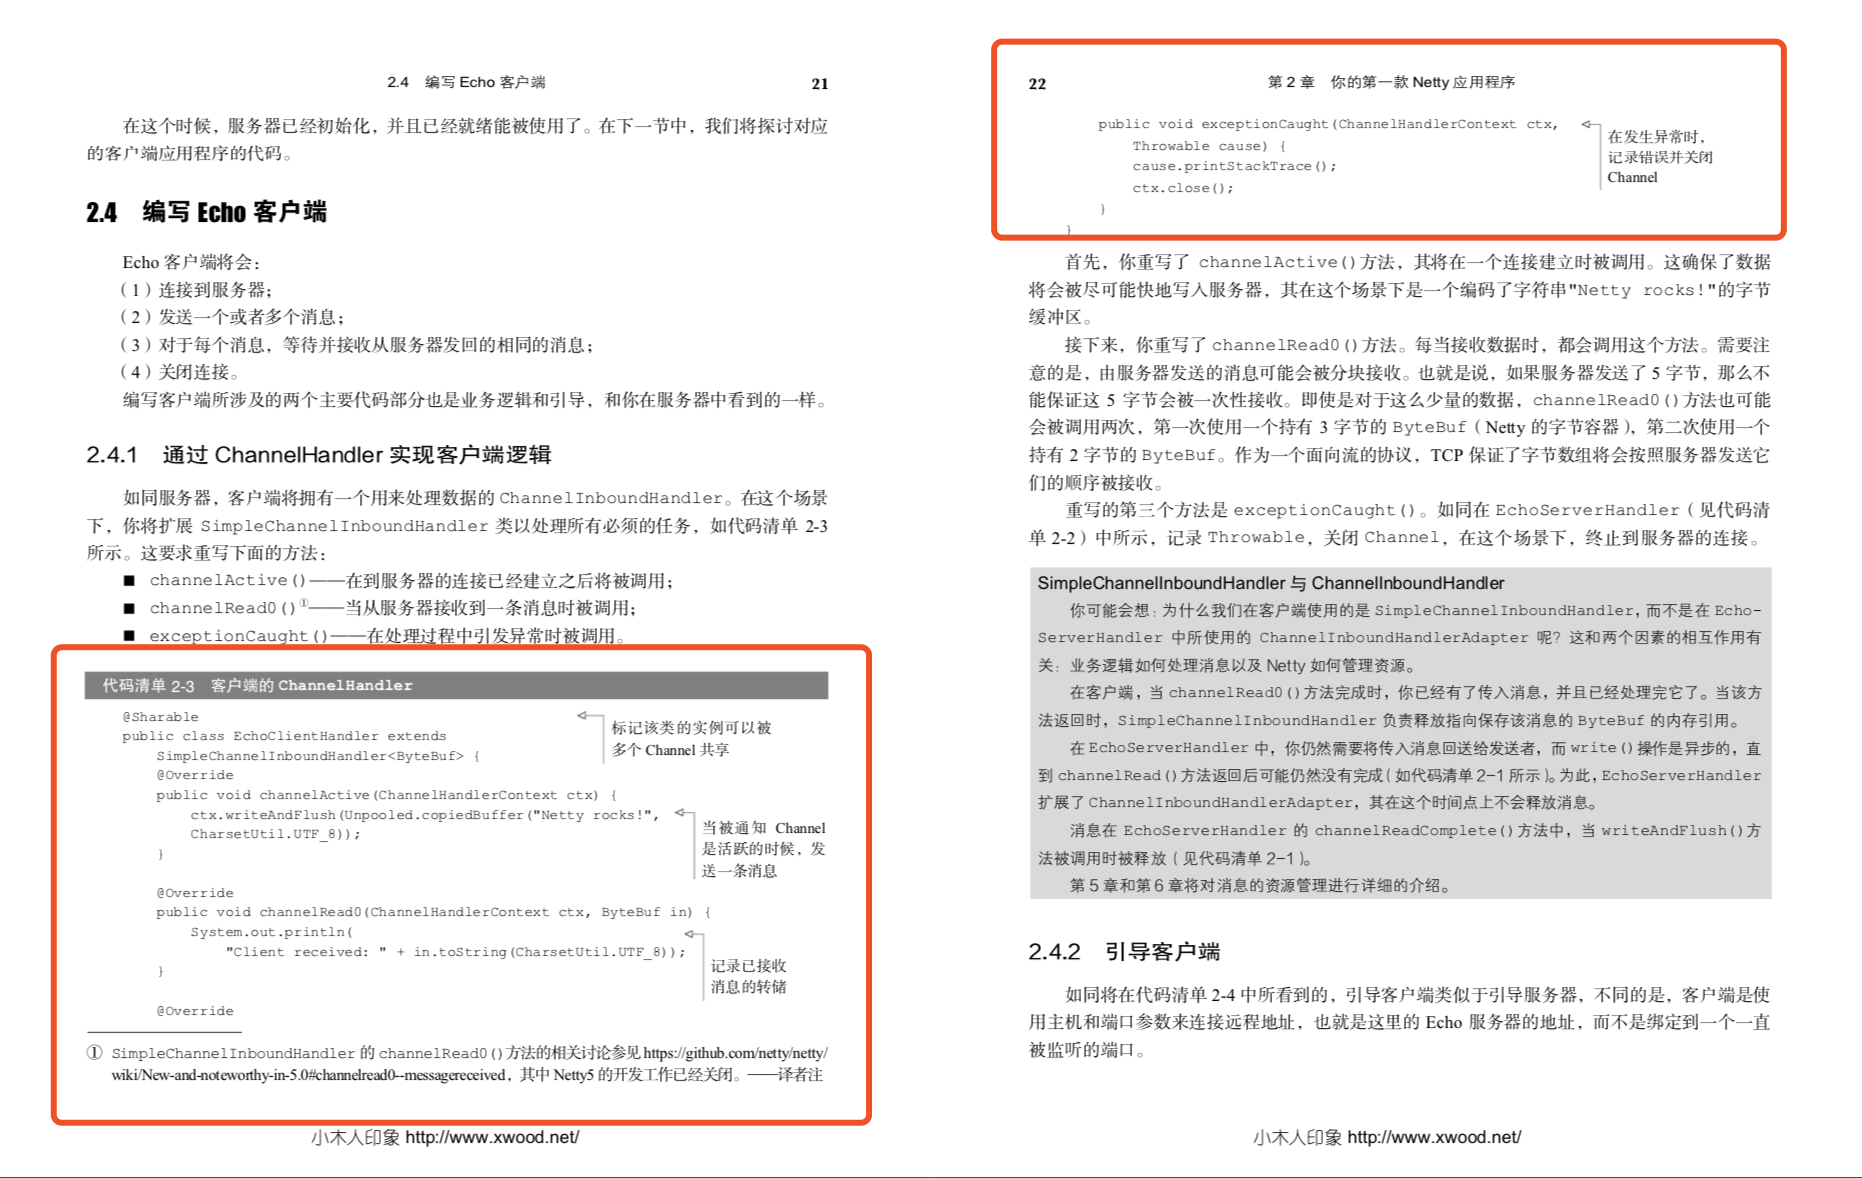 2.4 编写 Echo 客户端 21
在这个时候，服务器已经初始化，并且已经就绪能被使用了。在下一节中，我们将探讨对应
的客户端应用程序的代码。
2.4 编写 Echo 客户端
Echo 客户端将会：
（1）连接到服务器；
（2）发送一个或者多个消息；
（3）对于每个消息，等待并接收从服务器发回的相同的消息；
（4）关闭连接。
编写客户端所涉及的两个主要代码部分也是业务逻辑和引导，和你在服务器中看到的一样。
2.4.1 通过 ChannelHandler 实现客户端逻辑
如同服务器，客户端将拥有一个用来处理数据的 ChannelInboundHandler。在这个场景
下，你将扩展 SimpleChannelInboundHandler 类以处理所有必须的任务，如代码清单 2-3
所示。这要求重写下面的方法：
■ channelActive()——在到服务器的连接已经建立之后将被调用；
■ channelRead0()①——当从服务器接收到一条消息时被调用；
■ exceptionCaught()——在处理过程中引发异常时被调用。
代码清单 2-3 客户端的 ChannelHandler
@Sharable
public class EchoClientHandler extends
SimpleChannelInboundHandler<ByteBuf> {
标记该类的实例可以被
多个 Channel 共享
@Override
public void channelActive(ChannelHandlerContext ctx) {
ctx.writeAndFlush(Unpooled.copiedBuffer("Netty rocks!",
CharsetUtil.UTF_8));
}
当被通知 Channel
是活跃的时候，发
送一条消息
@Override
public void channelRead0(ChannelHandlerContext ctx, ByteBuf in) {
System.out.println(
"Client received: " + in.toString(CharsetUtil.UTF_8));
}
记录已接收
消息的转储
@Override
① SimpleChannelInboundHandler 的 channelRead0()方法的相关讨论参见 https://github.com/netty/netty/
wiki/New-and-noteworthy-in-5.0#channelread0--messagereceived，其中 Netty5 的开发工作已经关闭。——译者注
小木人印象 http://www.xwood.net/
22 第 2 章 你的第一款 Netty 应用程序
public void exceptionCaught(ChannelHandlerContext ctx,
Throwable cause) {
cause.printStackTrace();
ctx.close();
}
}
在发生异常时，
记录错误并关闭
Channel
首先，你重写了 channelActive()方法，其将在一个连接建立时被调用。这确保了数据
将会被尽可能快地写入服务器，其在这个场景下是一个编码了字符串"Netty rocks!"的字节
缓冲区。
接下来，你重写了 channelRead0()方法。每当接收数据时，都会调用这个方法。需要注
意的是，由服务器发送的消息可能会被分块接收。也就是说，如果服务器发送了 5 字节，那么不
能保证这 5 字节会被一次性接收。即使是对于这么少量的数据，channelRead0()方法也可能
会被调用两次，第一次使用一个持有 3 字节的 ByteBuf（Netty 的字节容器），第二次使用一个
持有 2 字节的 ByteBuf。作为一个面向流的协议，TCP 保证了字节数组将会按照服务器发送它
们的顺序被接收。
重写的第三个方法是 exceptionCaught()。如同在 EchoServerHandler（见代码清
单 2-2）中所示，记录 Throwable，关闭 Channel，在这个场景下，终止到服务器的连接。
SimpleChannelInboundHandler 与 ChannelInboundHandler
你可能会想：为什么我们在客户端使用的是 SimpleChannelInboundHandler，而不是在 Echo-
ServerHandler 中所使用的 ChannelInboundHandlerAdapter 呢？这和两个因素的相互作用有
关：业务逻辑如何处理消息以及 Netty 如何管理资源。
在客户端，当 channelRead0()方法完成时，你已经有了传入消息，并且已经处理完它了。当该方
法返回时，SimpleChannelInboundHandler 负责释放指向保存该消息的 ByteBuf 的内存引用。
在 EchoServerHandler 中，你仍然需要将传入消息回送给发送者，而 write()操作是异步的，直
到 channelRead()方法返回后可能仍然没有完成（如代码清单 2-1 所示）。为此，EchoServerHandler
扩展了 ChannelInboundHandlerAdapter，其在这个时间点上不会释放消息。
消息在 EchoServerHandler 的 channelReadComplete()方法中，当 writeAndFlush()方
法被调用时被释放（见代码清单 2-1）。
第 5 章和第 6 章将对消息的资源管理进行详细的介绍。
2.4.2 引导客户端
如同将在代码清单 2-4 中所看到的，引导客户端类似于引导服务器，不同的是，客户端是使
用主机和端口参数来连接远程地址，也就是这里的 Echo 服务器的地址，而不是绑定到一个一直
被监听的端口。
小木人印象 http://www.xwood.net/